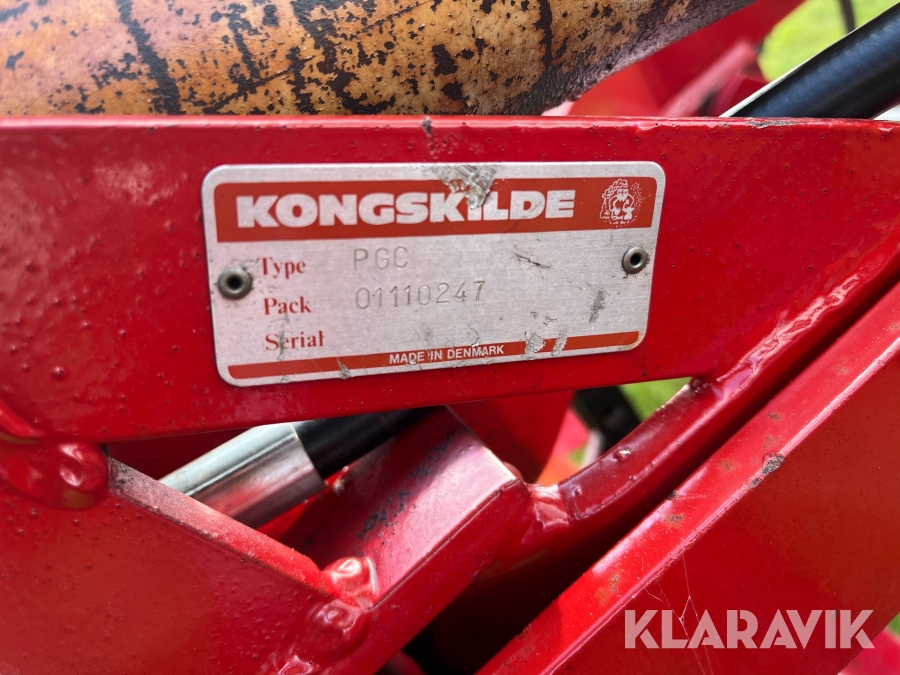 KONGSKILDE
Type PGC
Pack 01110247
Serial
MADE IN DENMARK
KLARAVIK